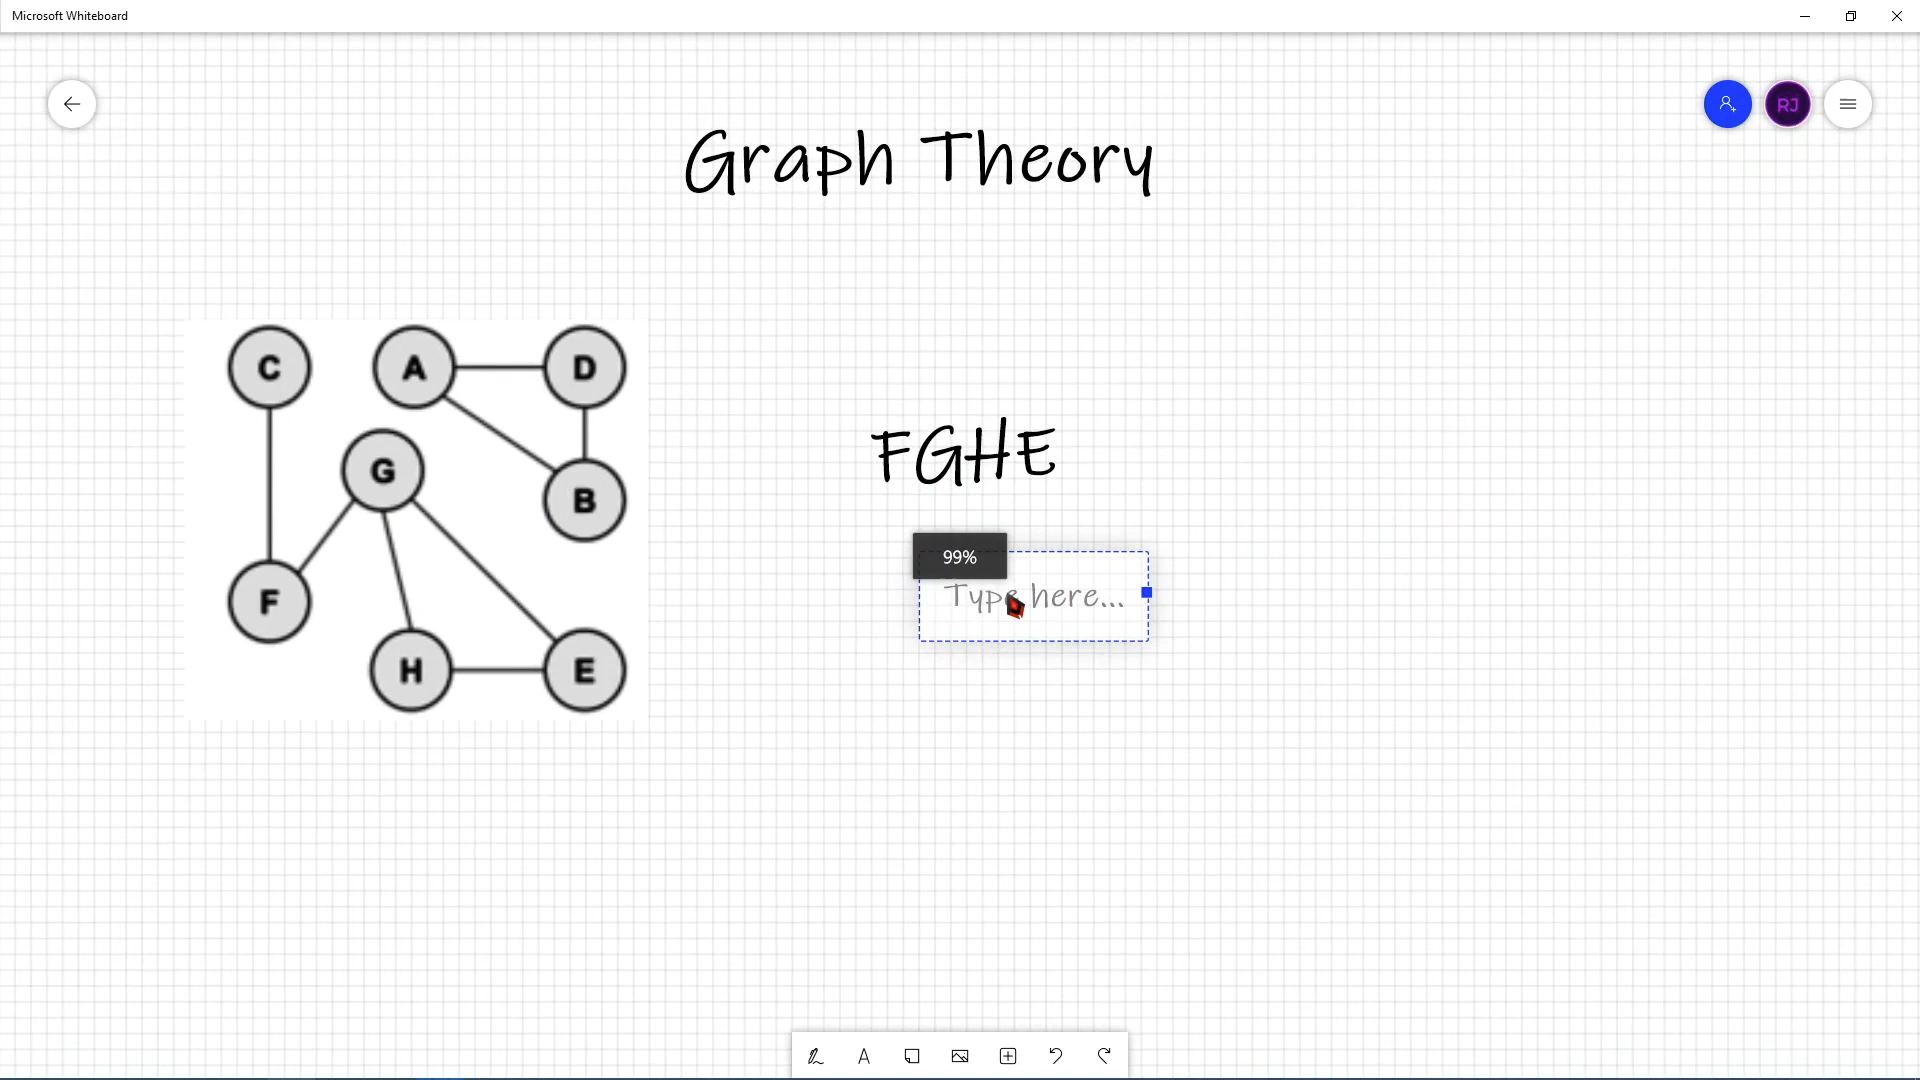 Microsoft Whiteboard
RJ
Graph Theory
C
A
D
G
B
F
H
E
FGHE
99%
Type here...